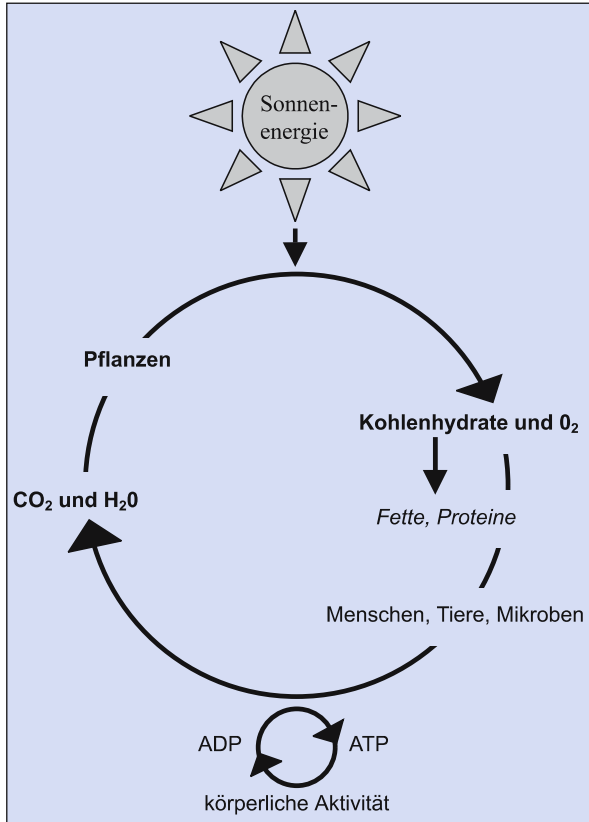 Sonnen-
energie
Pflanzen
Kohlenhydrate und 0₂
CO₂ und H₂0
Fette, Proteine
Menschen, Tiere, Mikroben
ADP
ATP
körperliche Aktivität